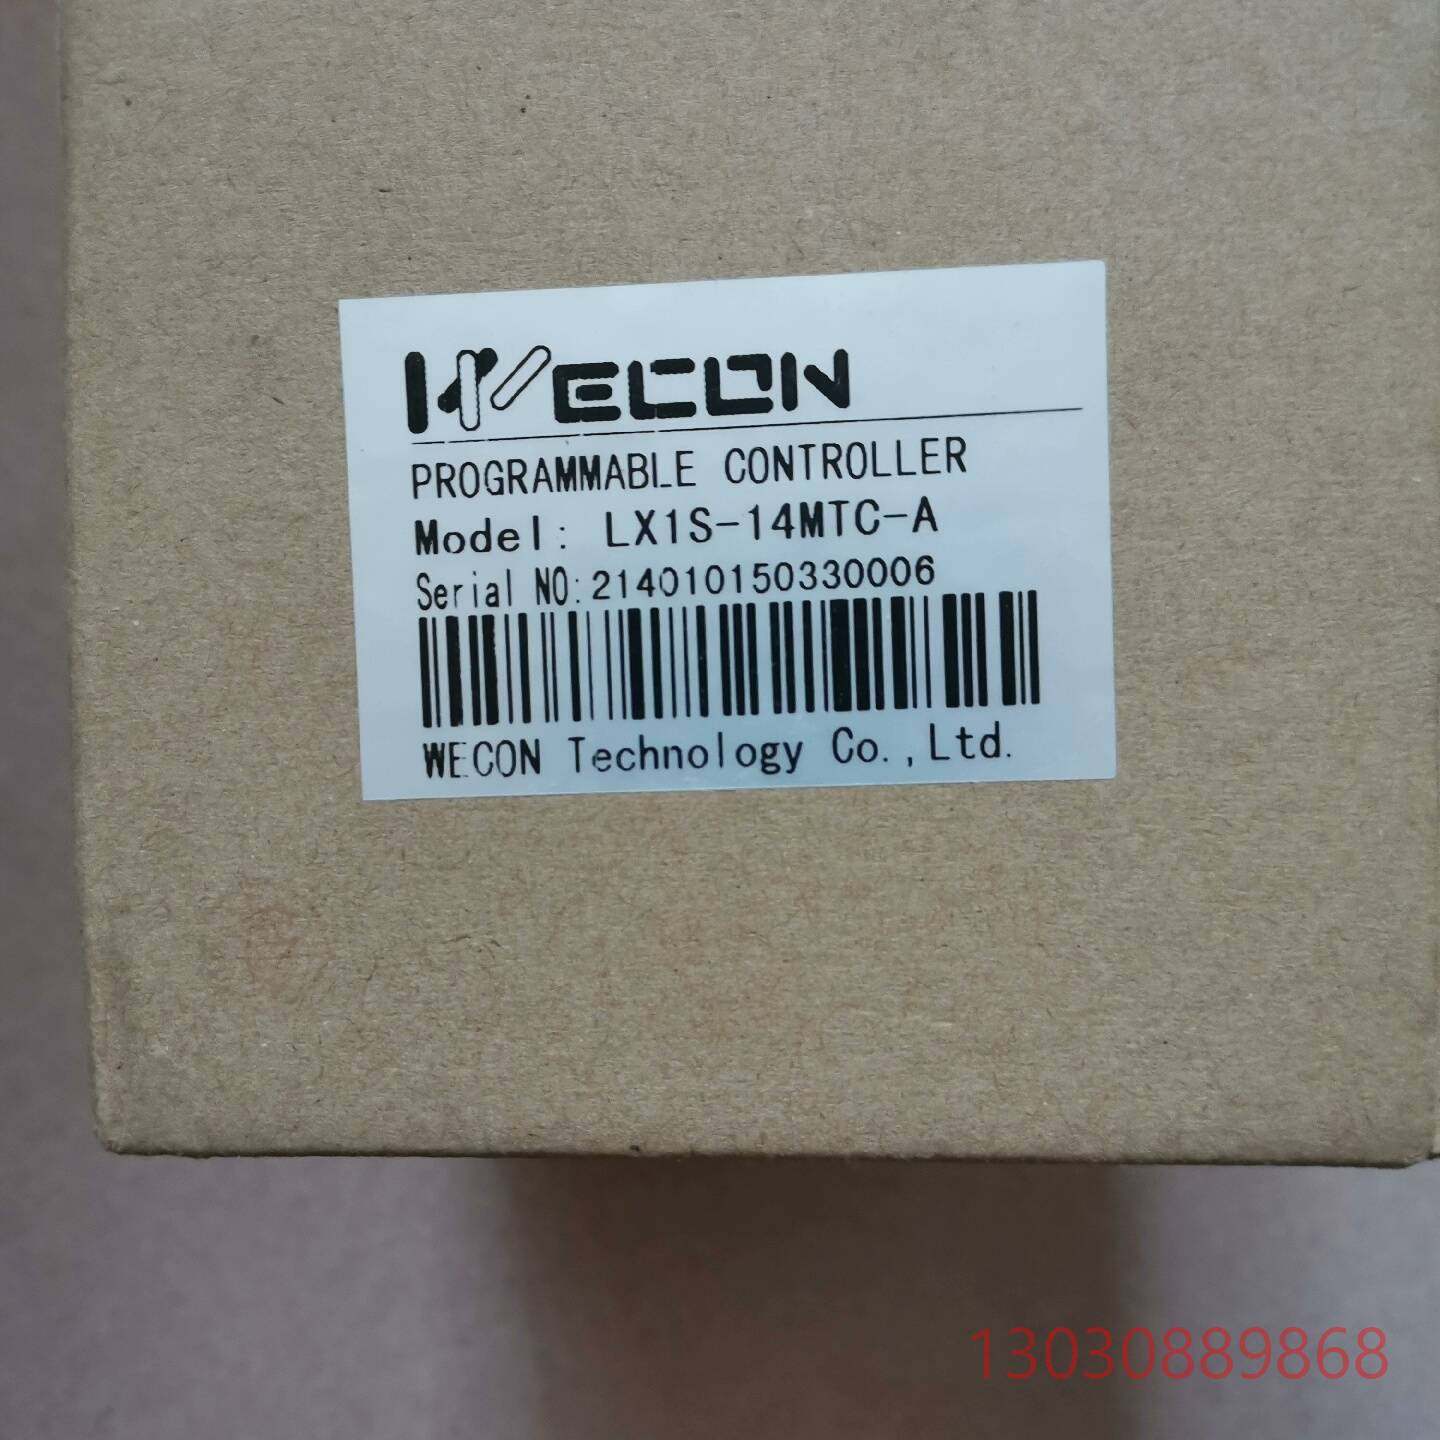 WECON
PROGRAMMABLE CONTROLLER
Model: LX1S-14MTC-A
Serial NO:214010150330006
WECON Technology Co.,Ltd.
13030889868